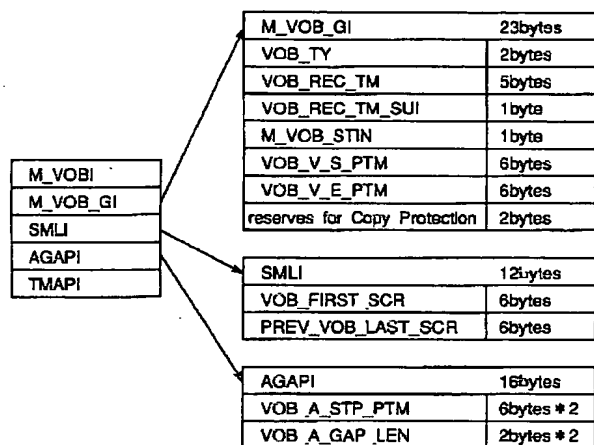 M_VOBI
M_VOB_GI
SMLI
AGAPI
TMAPI
M_VOB_GI 23bytes
VOB_TY 2bytes
VOB_REC_TM 5bytes
VOB_REC_TM_SUI 1byte
M_VOB_STIN 1byte
VOB_V_S_PTM 6bytes
VOB_V_E_PTM 6bytes
reserves for Copy Protection 2bytes
SMLI 12bytes
VOB_FIRST_SCR 6bytes
PREV_VOB_LAST_SCR 6bytes
AGAPI 16bytes
VOB_A_STP_PTM 6bytes*2
VOB_A_GAP_LEN 2bytes*2